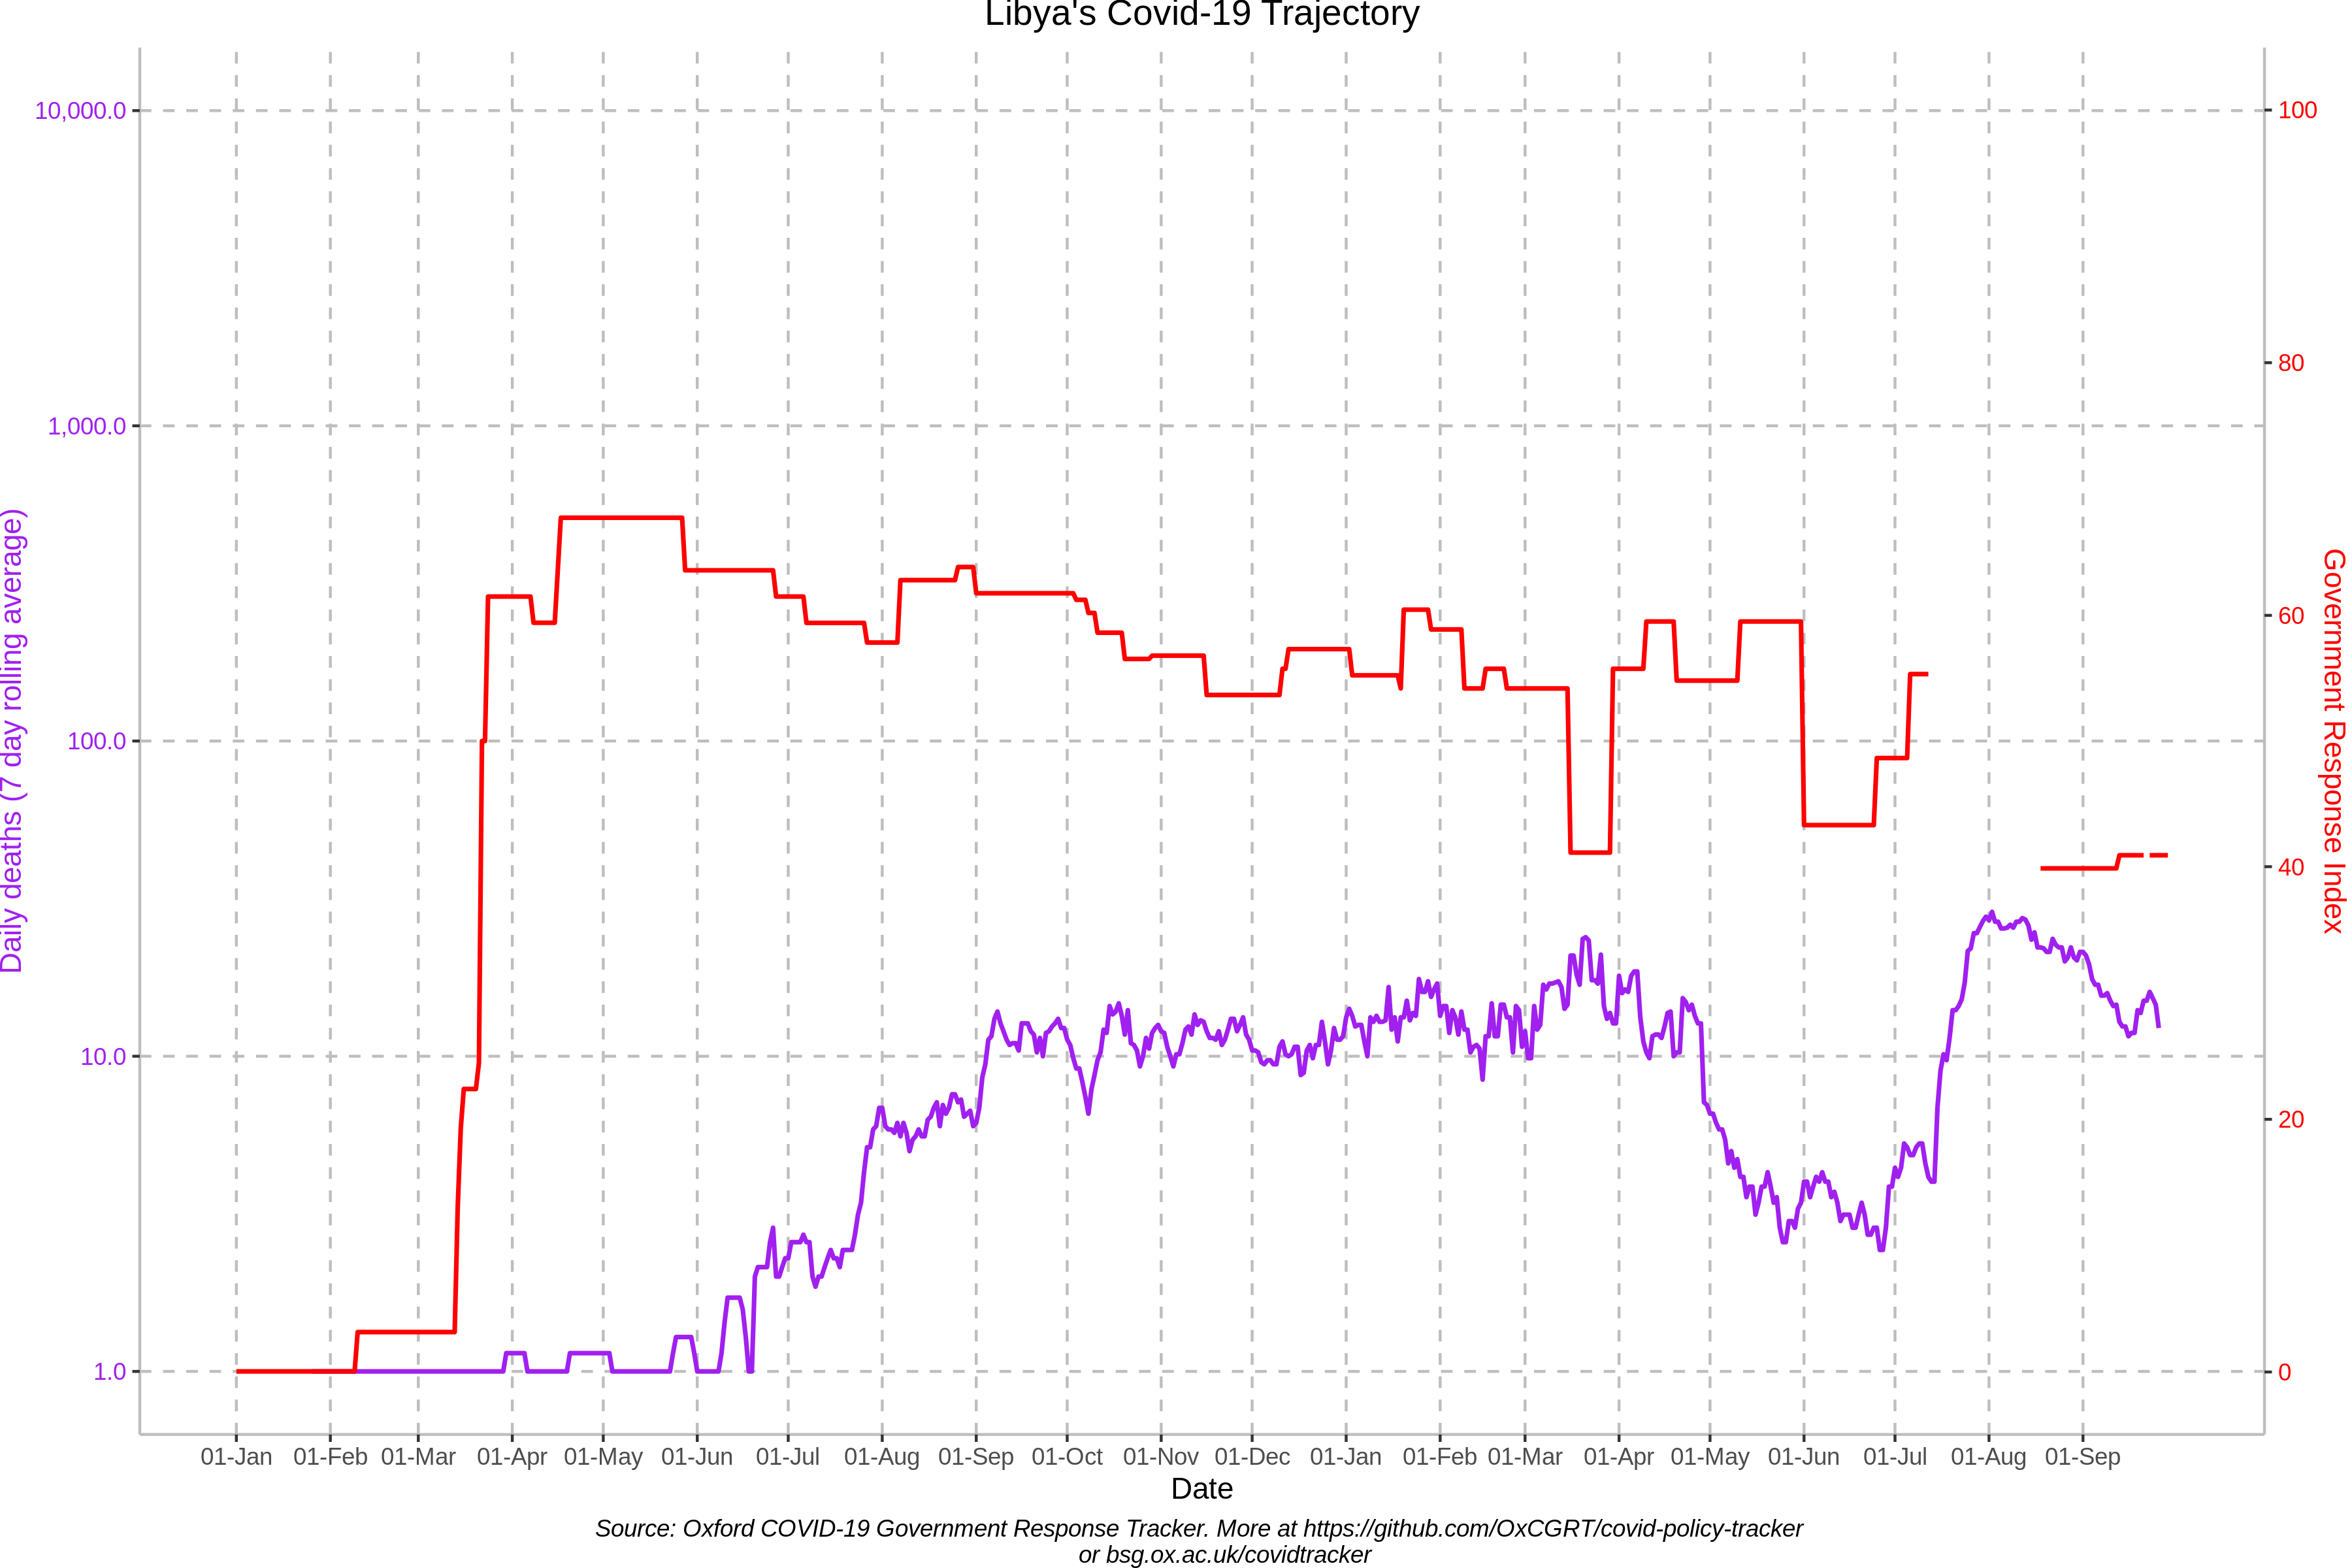 Libya's Covid-19 Trajectory
10,000.0
1,000.0
100.0
10.0
1.0
Daily deaths (7 day rolling average)
100
80
60
40
20
0
Government Response Index
01-Jan 01-Feb 01-Mar 01-Apr 01-May 01-Jun 01-Jul 01-Aug 01-Sep 01-Oct 01-Nov 01-Dec 01-Jan 01-Feb 01-Mar 01-Apr 01-May 01-Jun 01-Jul 01-Aug 01-Sep
Date
Source: Oxford COVID-19 Government Response Tracker. More at https://github.com/OxCGRT/covid-policy-tracker
or bsg.ox.ac.uk/covidtracker